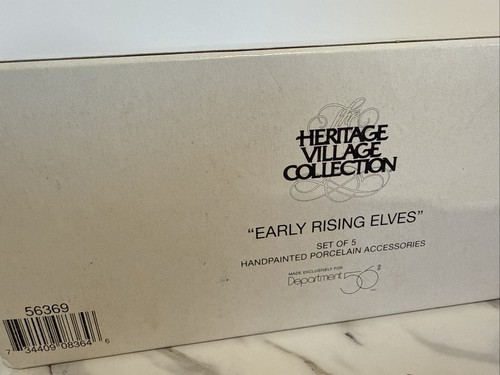 The
HERITAGE
VILLAGE
COLLECTION
"EARLY RISING ELVES"
SET OF 5
HANDPAINTED PORCELAIN ACCESSORIES
MADE EXCLUSIVELY FOR
Department 56®
56369
7 34409 08364 6